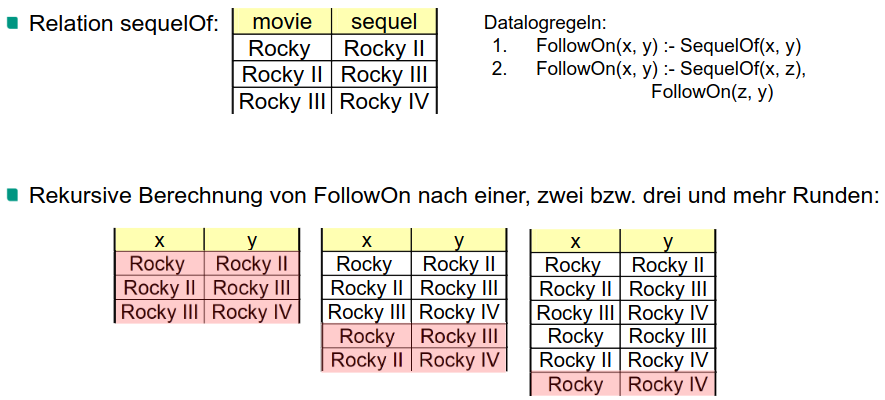 Relation sequelOf:
movie sequel
Rocky Rocky II
Rocky II Rocky III
Rocky III Rocky IV
Datalogregeln:
1. FollowOn(x, y) :- SequelOf(x, y)
2. FollowOn(x, y) :- SequelOf(x, z),
FollowOn(z, y)
Rekursive Berechnung von FollowOn nach einer, zwei bzw. drei und mehr Runden:
x y
Rocky Rocky II
Rocky II Rocky III
Rocky III Rocky IV
x y
Rocky Rocky II
Rocky II Rocky III
Rocky III Rocky IV
Rocky Rocky III
Rocky II Rocky IV
x y
Rocky Rocky II
Rocky II Rocky III
Rocky III Rocky IV
Rocky Rocky III
Rocky II Rocky IV
Rocky Rocky IV